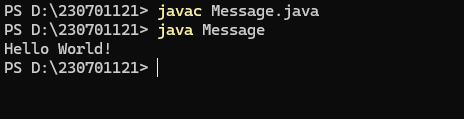 PS D:\230701121> javac Message.java
PS D:\230701121> java Message
Hello World!
PS D:\230701121>